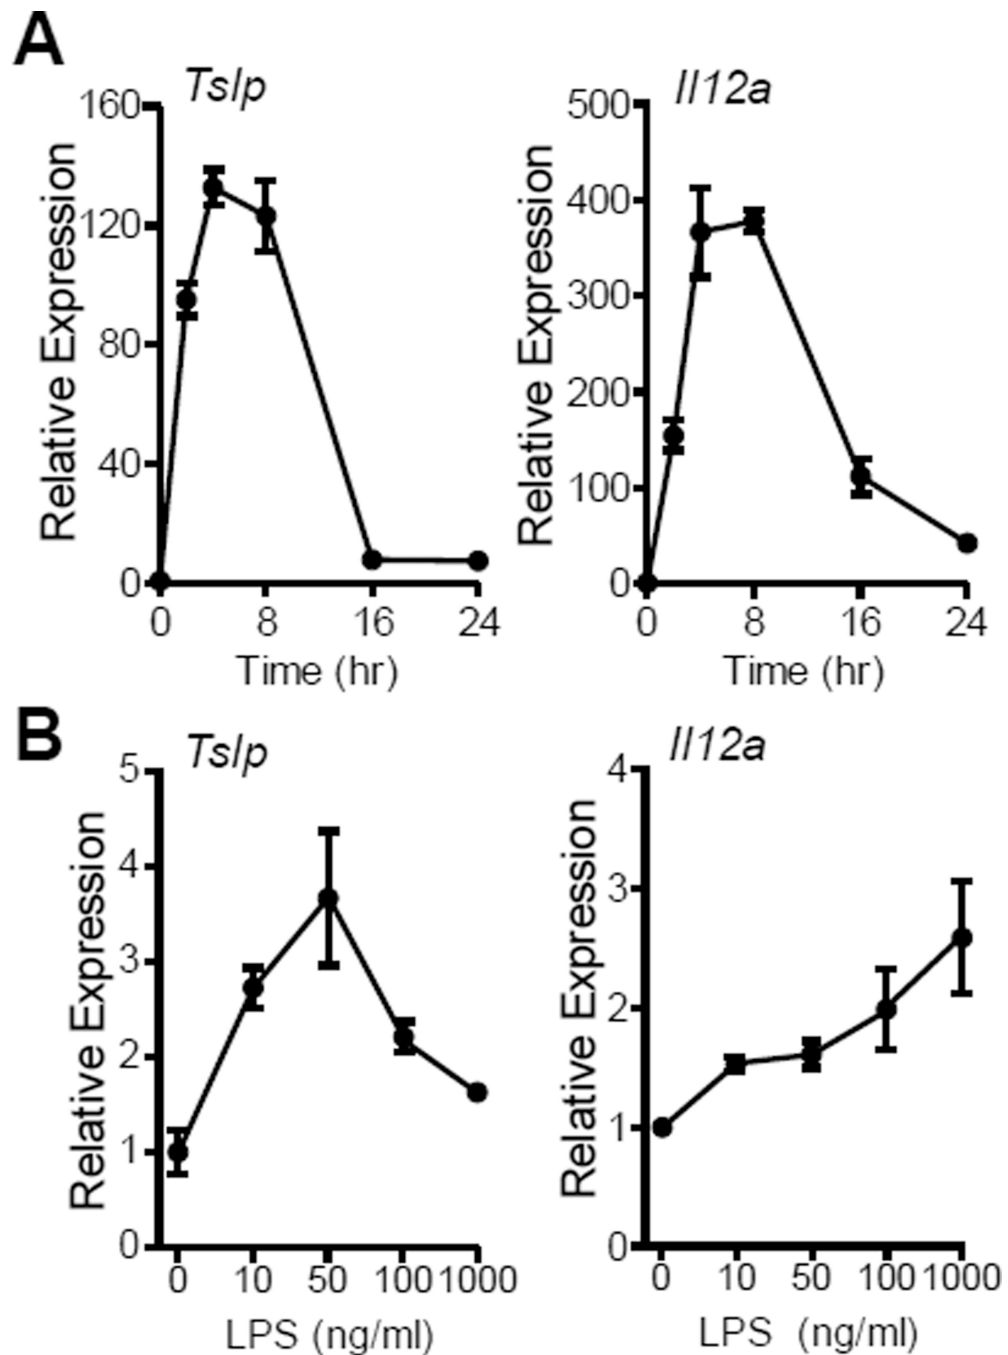 A
Tslp
Relative Expression
160
120
80
40
0
0 8 16 24
Time (hr)
Il12a
Relative Expression
500
400
300
200
100
0
0 8 16 24
Time (hr)
B
Tslp
Relative Expression
5
4
3
2
1
0
0 10 50 100 1000
LPS (ng/ml)
Il12a
Relative Expression
4
3
2
1
0
0 10 50 100 1000
LPS (ng/ml)